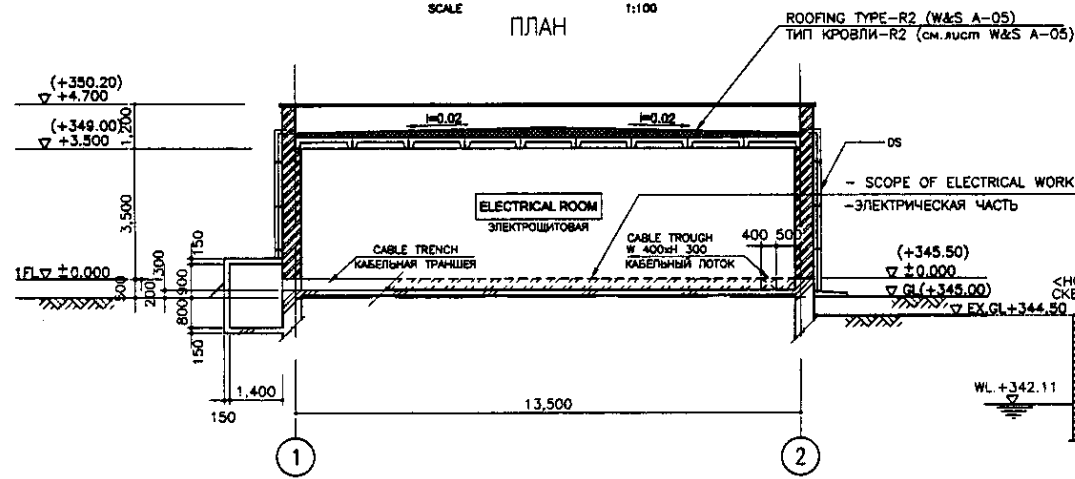 SCALE 1:100
ПЛАН
ROOFING TYPE-R2 (W&S A-05)
ТИП КРОВЛИ-R2 (см.лист W&S A-05)
(+350.20)
+4.700
1,200
(+349.00)
+3.500
i=0.02 i=0.02
DS
- SCOPE OF ELECTRICAL WORK
-ЭЛЕКТРИЧЕСКАЯ ЧАСТЬ
3,500
ELECTRICAL ROOM
ЭЛЕКТРОЩИТОВАЯ
150
CABLE TRENCH
КАБЕЛЬНАЯ ТРАНШЕЯ
CABLE TROUGH
W 400xH 300
КАБЕЛЬНЫЙ ЛОТОК
400 500
(+345.50)
±0.000
1FL ±0.000
500
200
300
900
800
150
GL(+345.00)
EX.GL+344.50
<НО
СКЕ
1,400
150
13,500
WL.+342.11
1
2